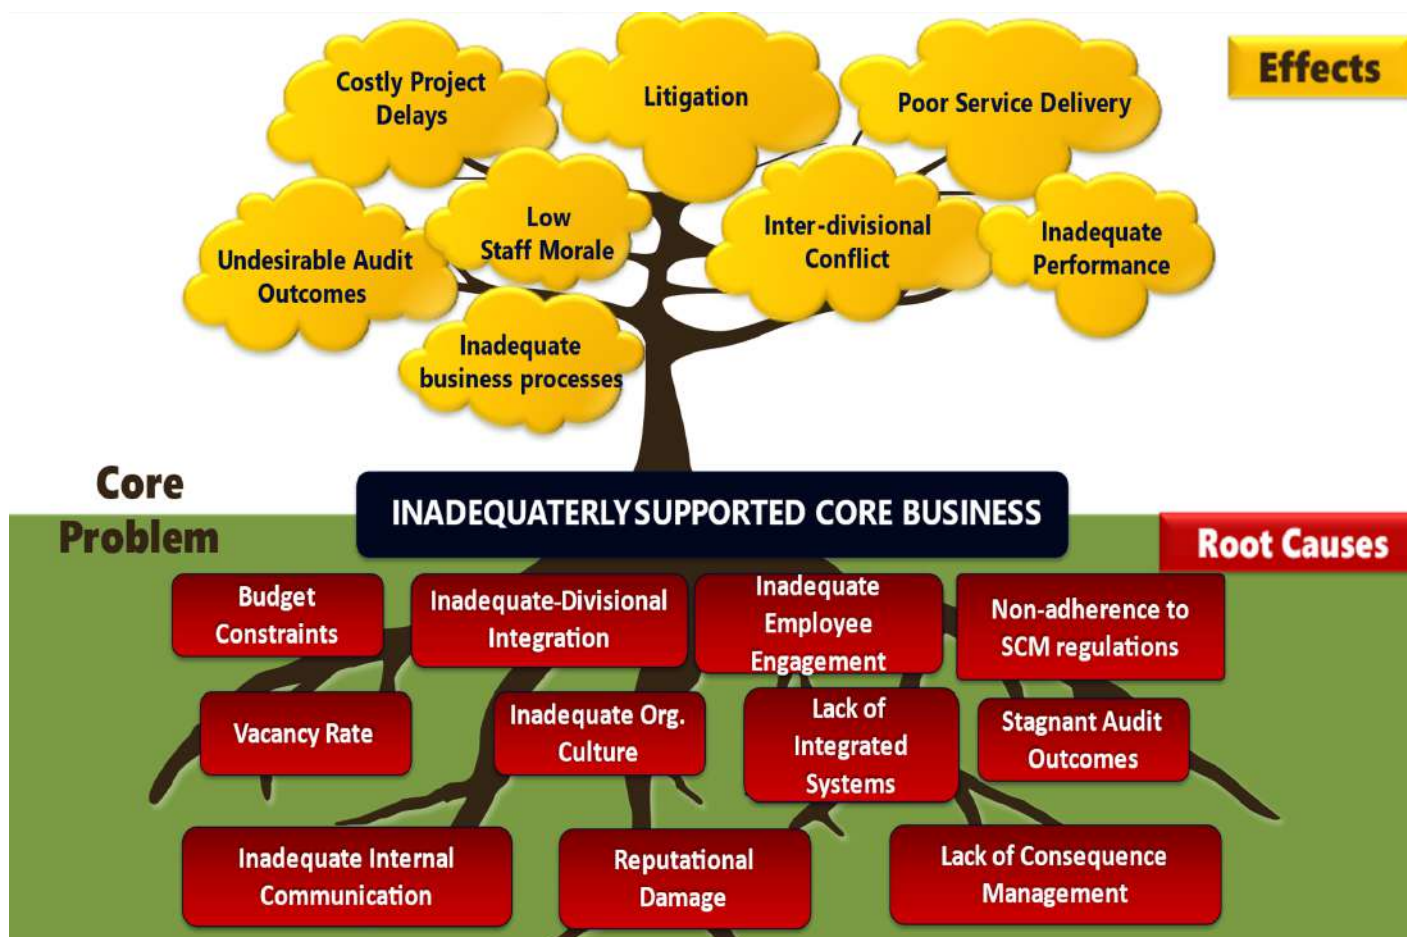 Effects
Costly Project
Delays
Litigation
Poor Service Delivery
Undesirable Audit
Outcomes
Low
Staff Morale
Inter-divisional
Conflict
Inadequate
Performance
Inadequate
business processes
Core
Problem
INADEQUATERLY SUPPORTED CORE BUSINESS
Root Causes
Budget
Constraints
Inadequate-Divisional
Integration
Inadequate
Employee
Engagement
Non-adherence to
SCM regulations
Vacancy Rate
Inadequate Org.
Culture
Lack of
Integrated
Systems
Stagnant Audit
Outcomes
Inadequate Internal
Communication
Reputational
Damage
Lack of Consequence
Management